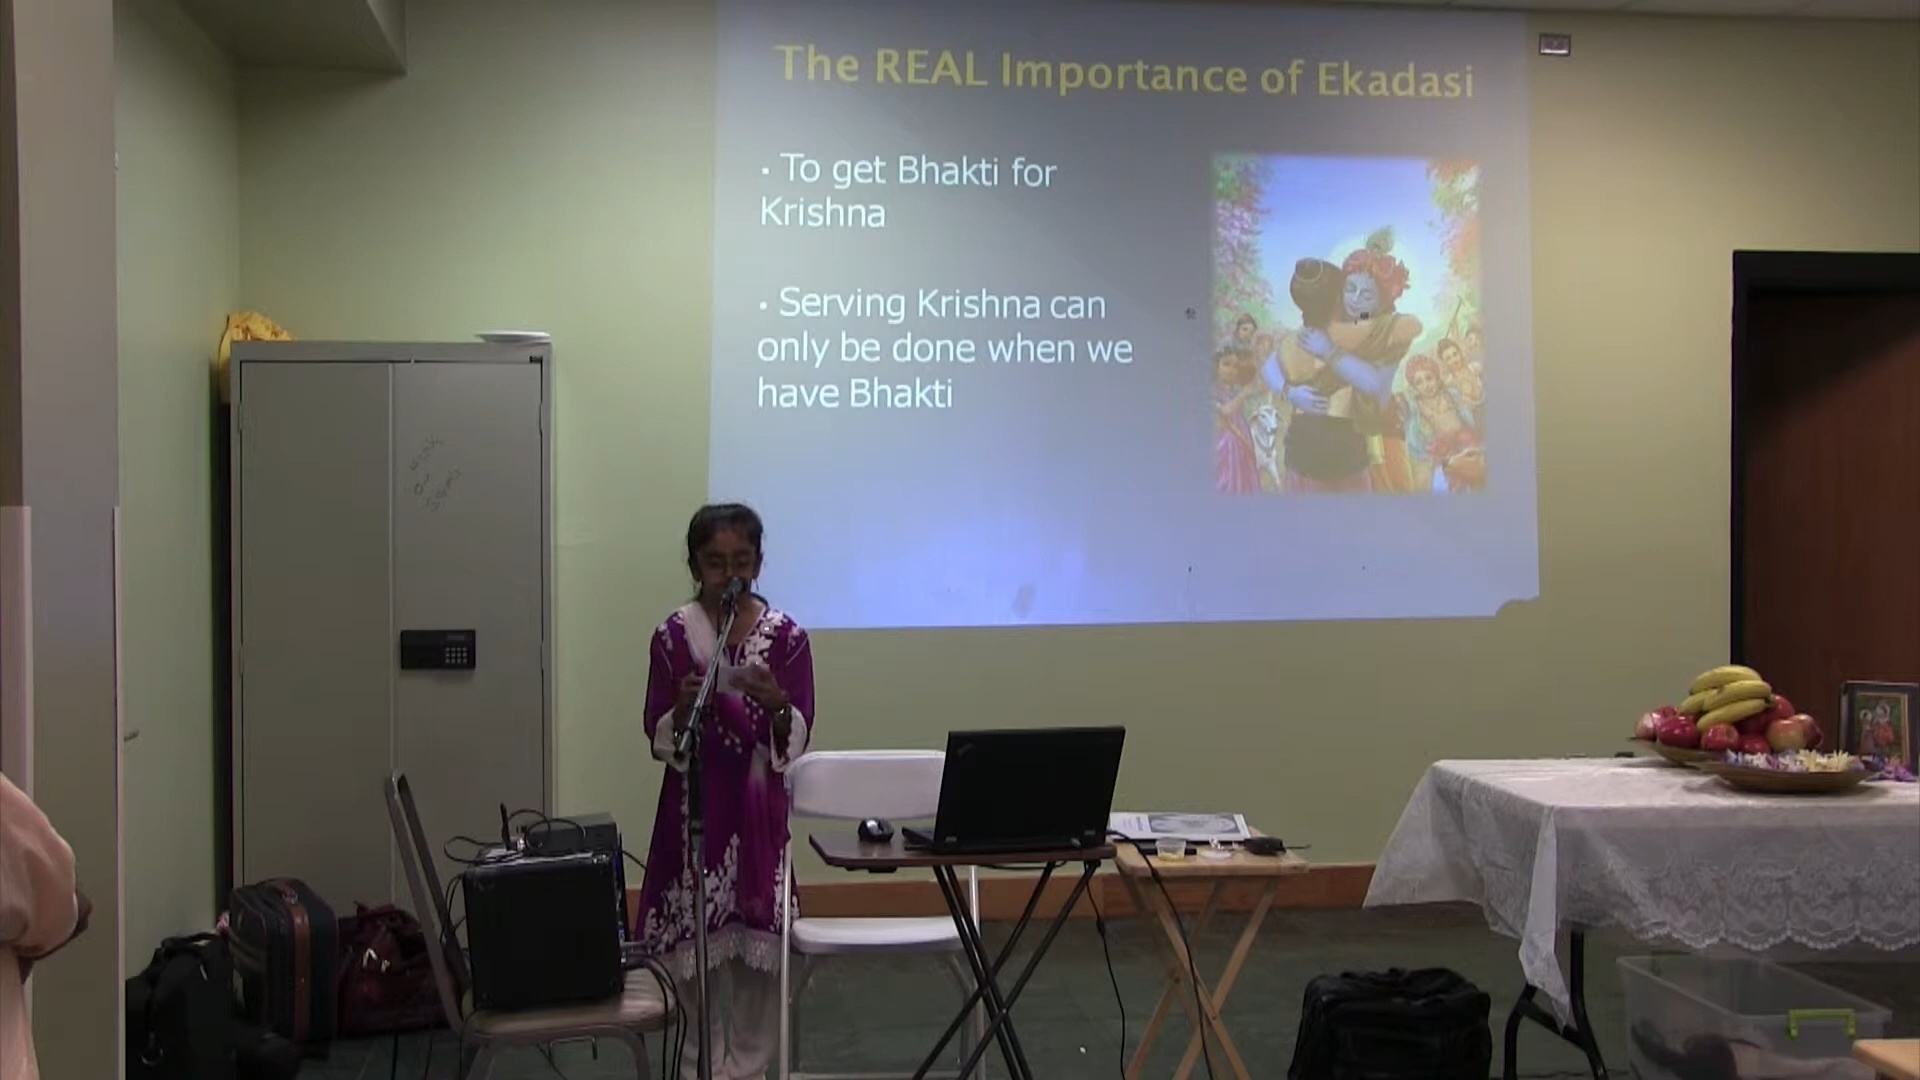 The REAL Importance of Ekadasi
• To get Bhakti for
Krishna
• Serving Krishna can
only be done when we
have Bhakti